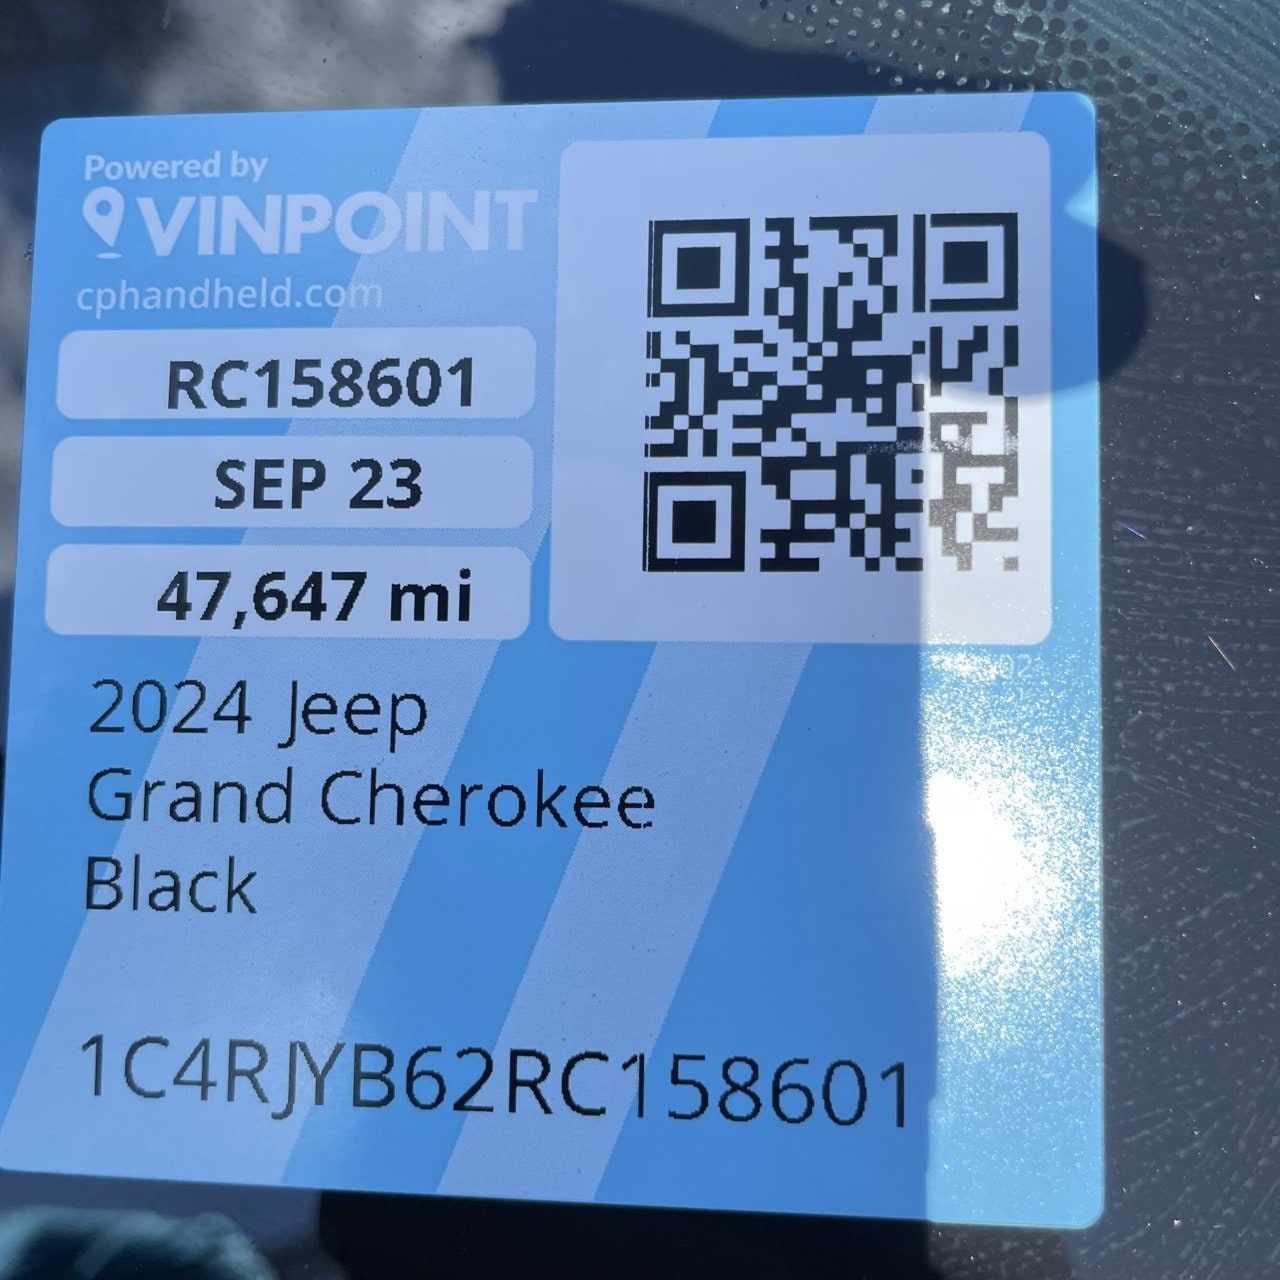 Powered by
VINPOINT
cphandheld.com
RC158601
SEP 23
47,647 mi
2024 Jeep
Grand Cherokee
Black
1C4RJYB62RC158601